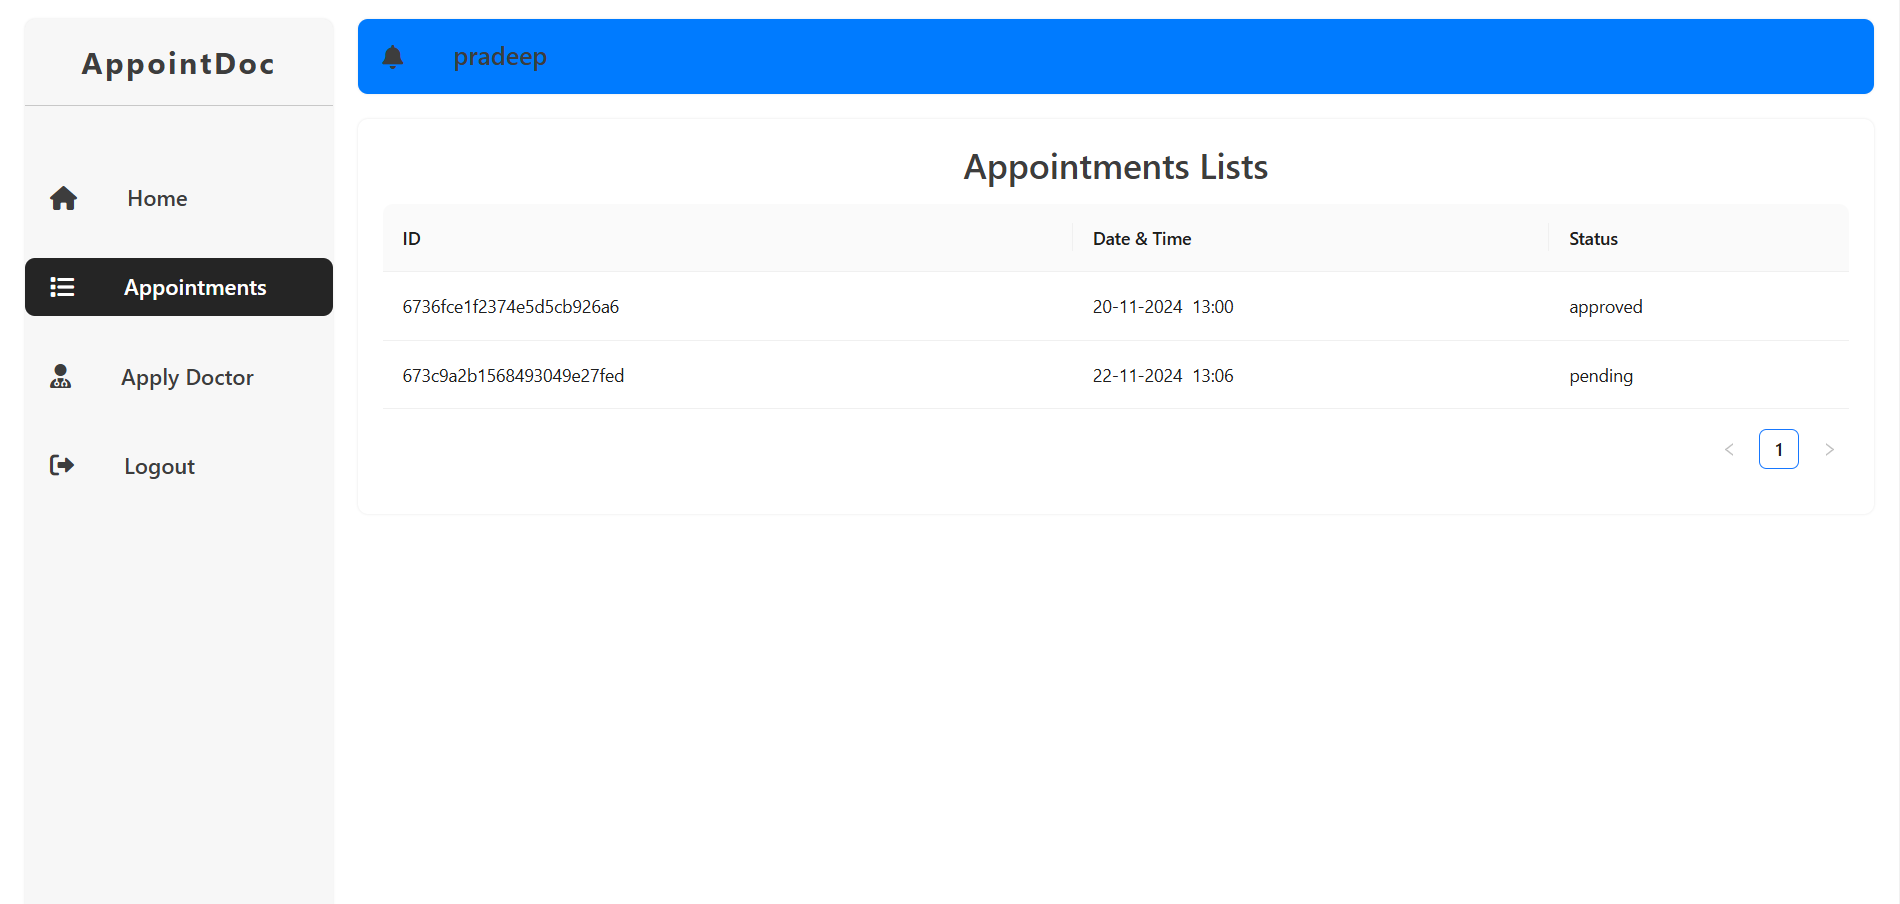 AppointDoc
Home
Appointments
Apply Doctor
Logout
pradeep
Appointments Lists
ID Date & Time Status
6736fce1f2374e5d5cb926a6 20-11-2024 13:00 approved
673c9a2b1568493049e27fed 22-11-2024 13:06 pending
1